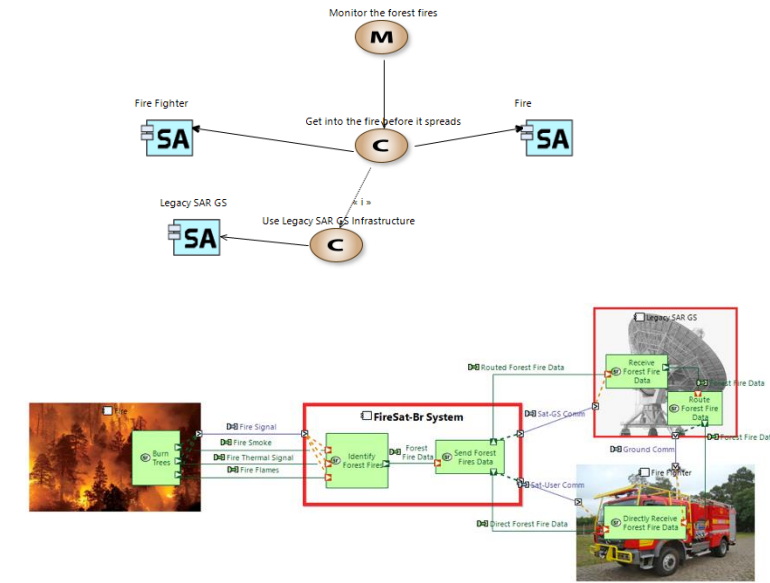 Monitor the forest fires
M
Fire Fighter
Fire
Get into the fire before it spreads
SA
C
SA
Legacy SAR GS
« i »
Use Legacy SAR GS Infrastructure
SA
C
Legacy SAR GS
Receive
Forest Fire
Data
Routed Forest Fire Data
Forest Fire Data
Route
Forest Fire
Data
Fire
FireSat-Br System
Sat-GS Comm
Fire Signal
Fire Smoke
Fire Thermal Signal
Fire Flames
Burn
Trees
Identify
Forest Fires
Forest
Fire Data
Send Forest
Fires Data
Forest Fire Dat
Ground Comm
Fire Fighter
Sat-User Comm
Direct Forest Fire Data
Directly Receive
Forest Fire Data